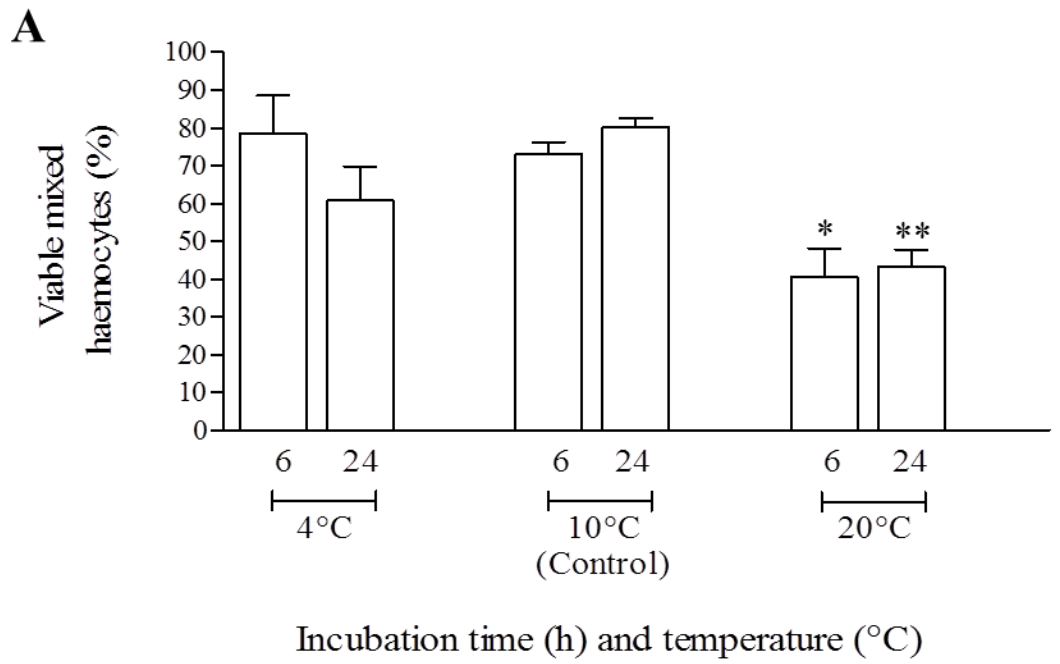 A
100
90
80
70
60
50
40
30
20
10
0
Viable mixed
haemocytes (%)
* **
6 24 6 24 6 24
4°C 10°C 20°C
(Control)
Incubation time (h) and temperature (°C)